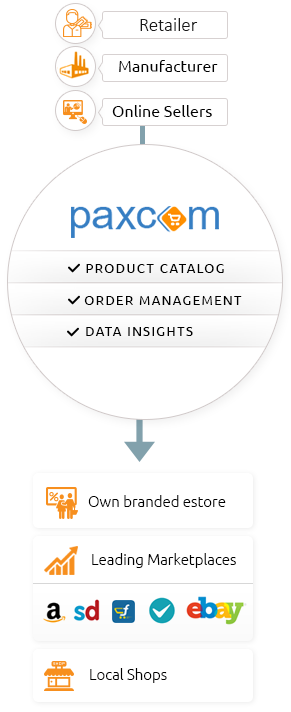 Retailer
Manufacturer
Online Sellers
paxcom
PRODUCT CATALOG
ORDER MANAGEMENT
DATA INSIGHTS
%
Own branded estore
Leading Marketplaces
a sd f ebay
SHOP
Local Shops